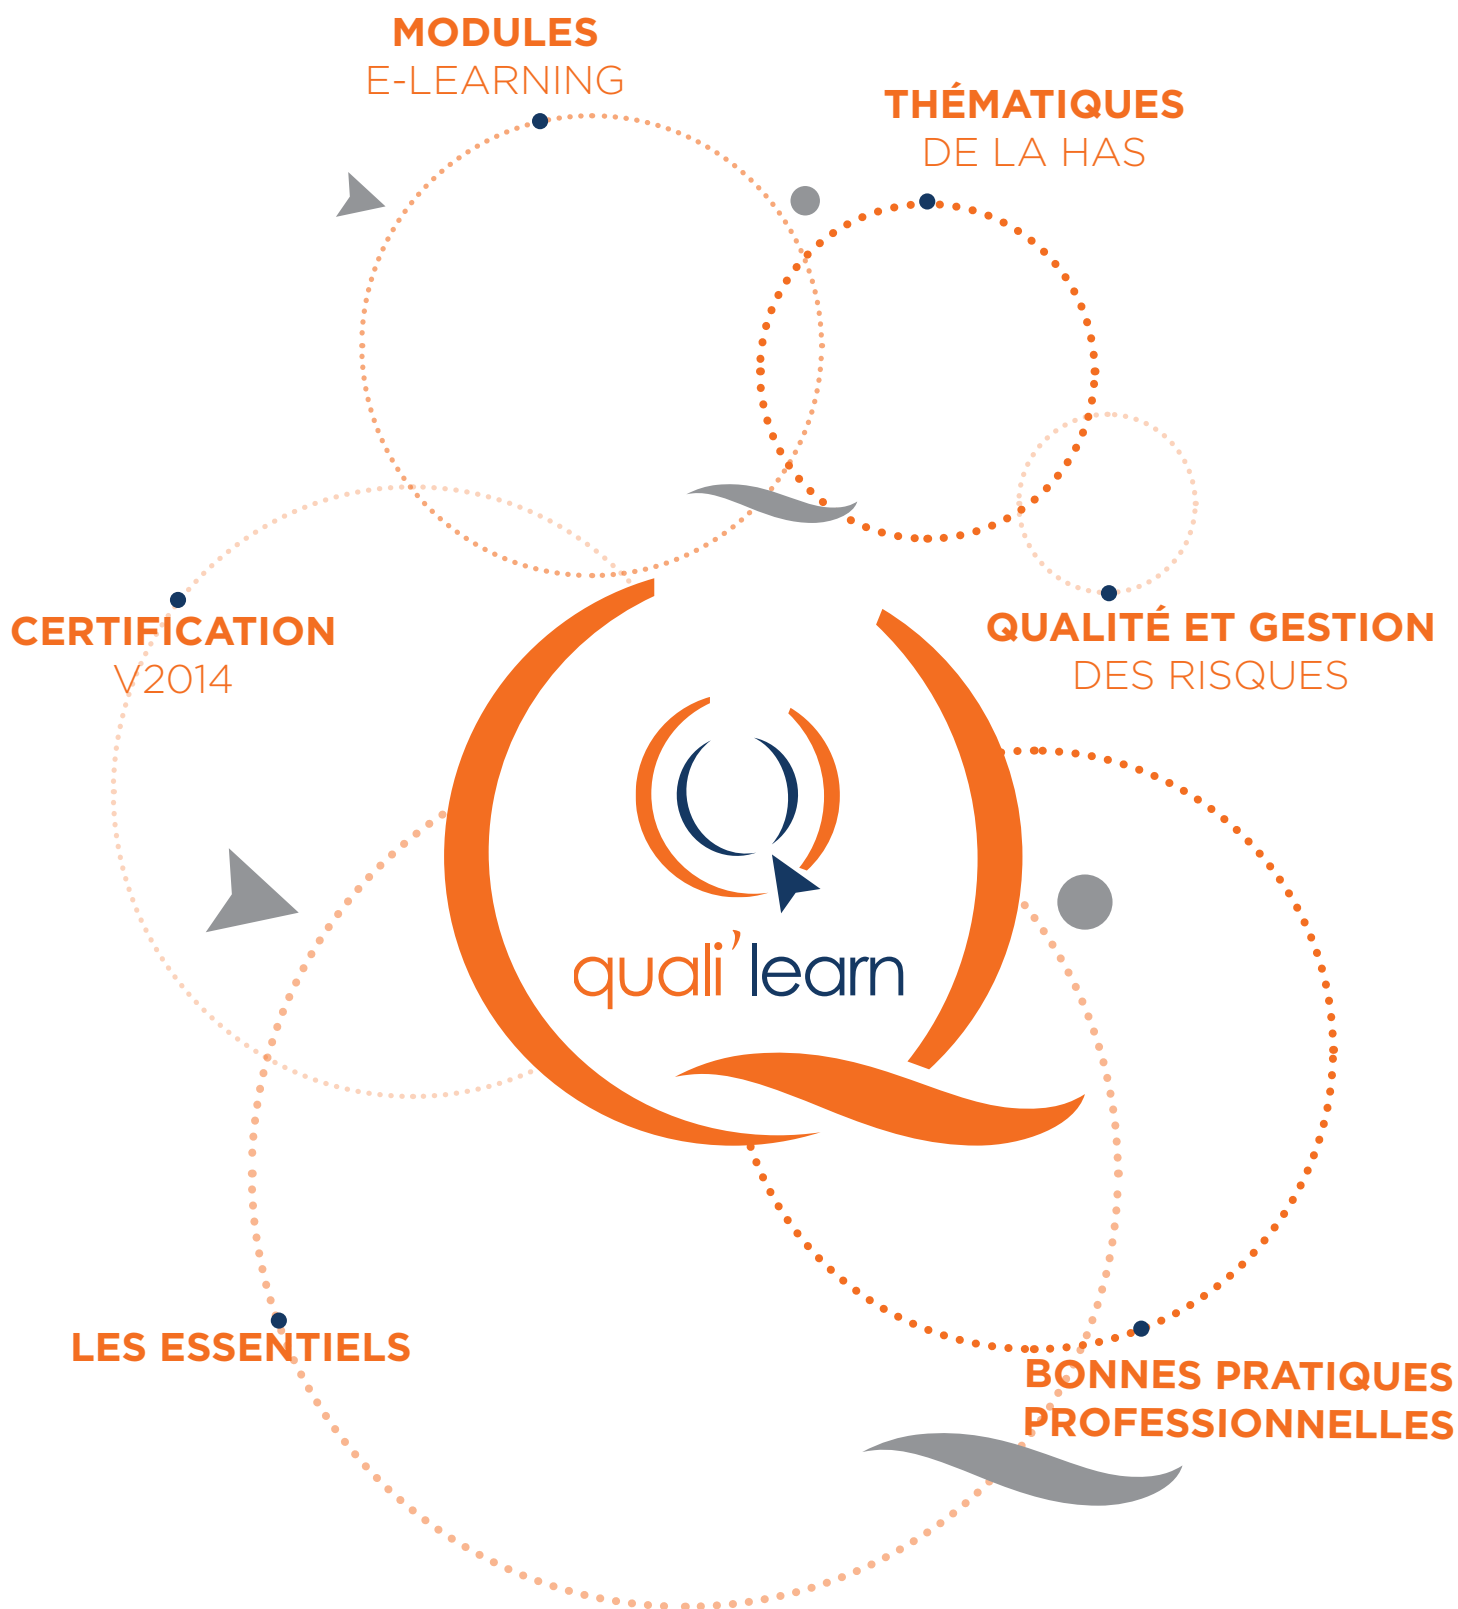 MODULES
E-LEARNING
THÉMATIQUES
DE LA HAS
CERTIFICATION
V2014
QUALITÉ ET GESTION
DES RISQUES
quali'learn
LES ESSENTIELS
BONNES PRATIQUES
PROFESSIONNELLES